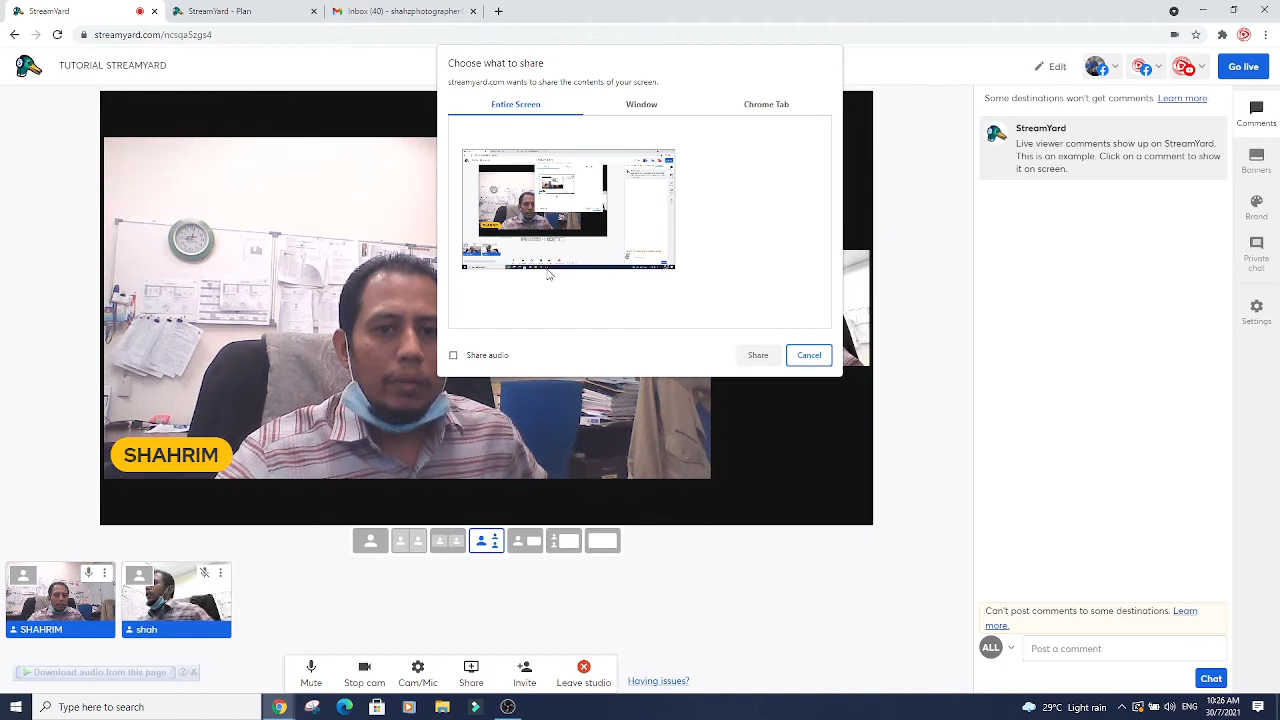 StreamYard
StreamYard - Plan
Inbox (40) - shahzphotographer
streamyard.com/ncsqa5zgs4
TUTORIAL STREAMYARD
Edit
Go live
Choose what to share
streamyard.com wants to share the contents of your screen.
Entire Screen
Window
Chrome Tab
Share audio
Share
Cancel
Some destinations won't get comments. Learn more
StreamYard
Live viewer comments show up on StreamYard.
This is an example. Click on a comment to show
it on screen.
Comments
Banners
Brand
Private
chat
Settings
SHAHRIM
SHAHRIM
shah
Download audio from this page
?
Mute
Stop cam
Cam/Mic
Share
Invite
Leave studio
Having issues?
Can't post comments to some destinations. Learn
more.
ALL
Post a comment
Chat
Type here to search
29°C Light rain
10:26 AM
30/7/2021